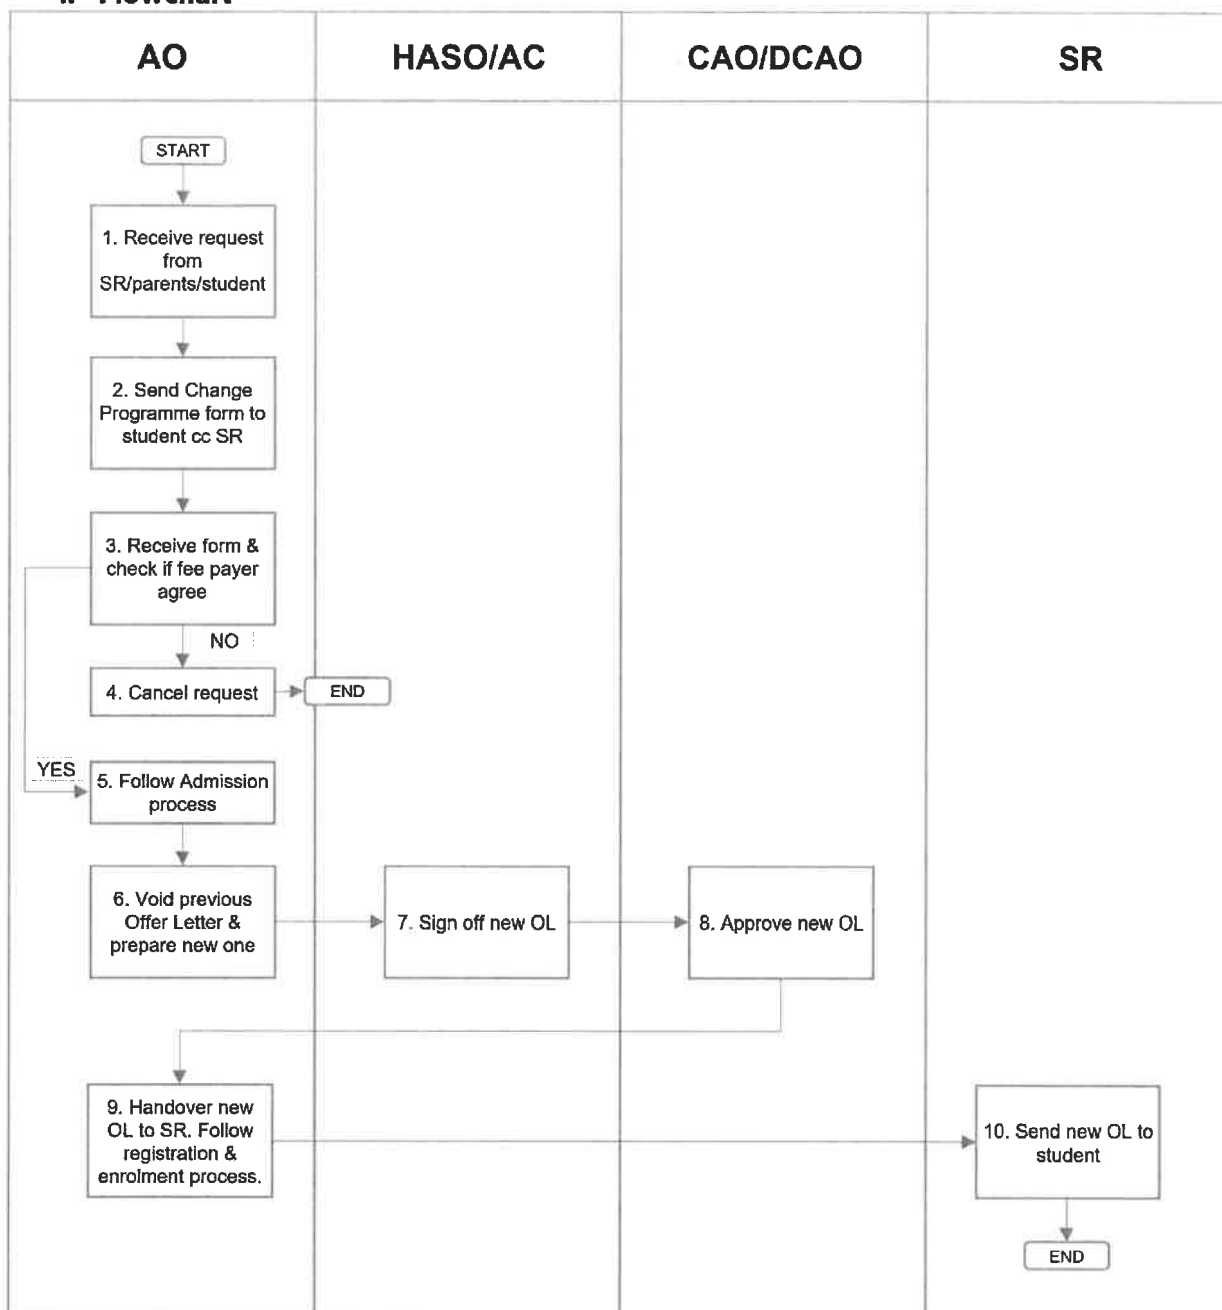 AO
HASO/AC
CAO/DCAO
SR
START
1. Receive request
from
SR/parents/student
2. Send Change
Programme form to
student cc SR
3. Receive form &
check if fee payer
agree
NO
4. Cancel request
END
YES
5. Follow Admission
process
6. Void previous
Offer Letter &
prepare new one
7. Sign off new OL
8. Approve new OL
9. Handover new
OL to SR. Follow
registration &
enrolment process.
10. Send new OL to
student
END